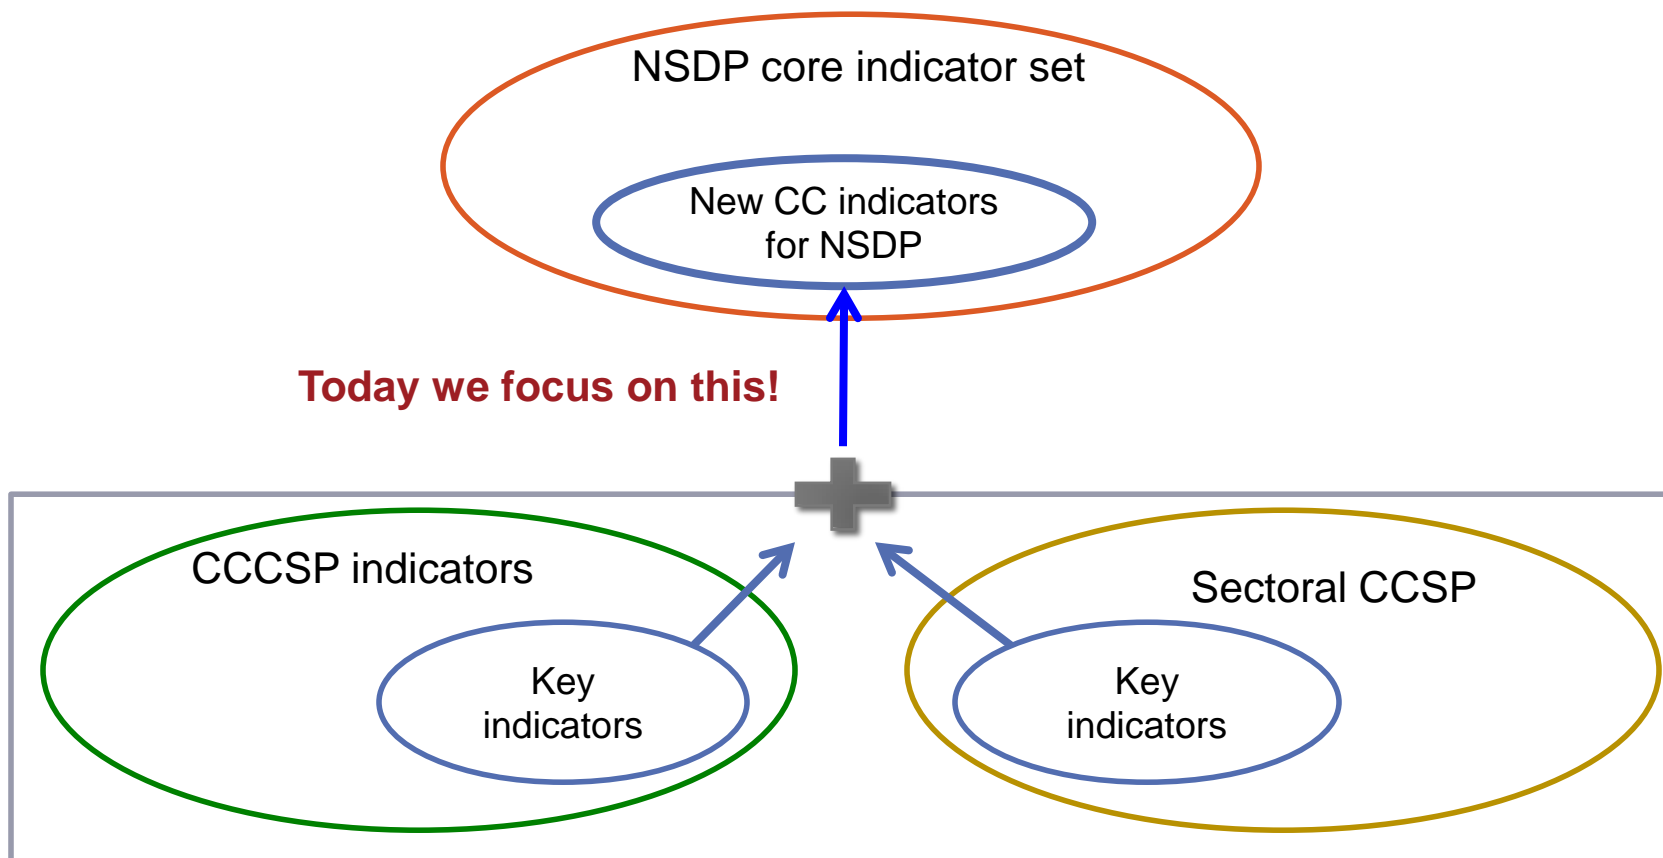 NSDP core indicator set
New CC indicators
for NSDP
Today we focus on this!
CCCSP indicators
Sectoral CCSP
Key
indicators
Key
indicators